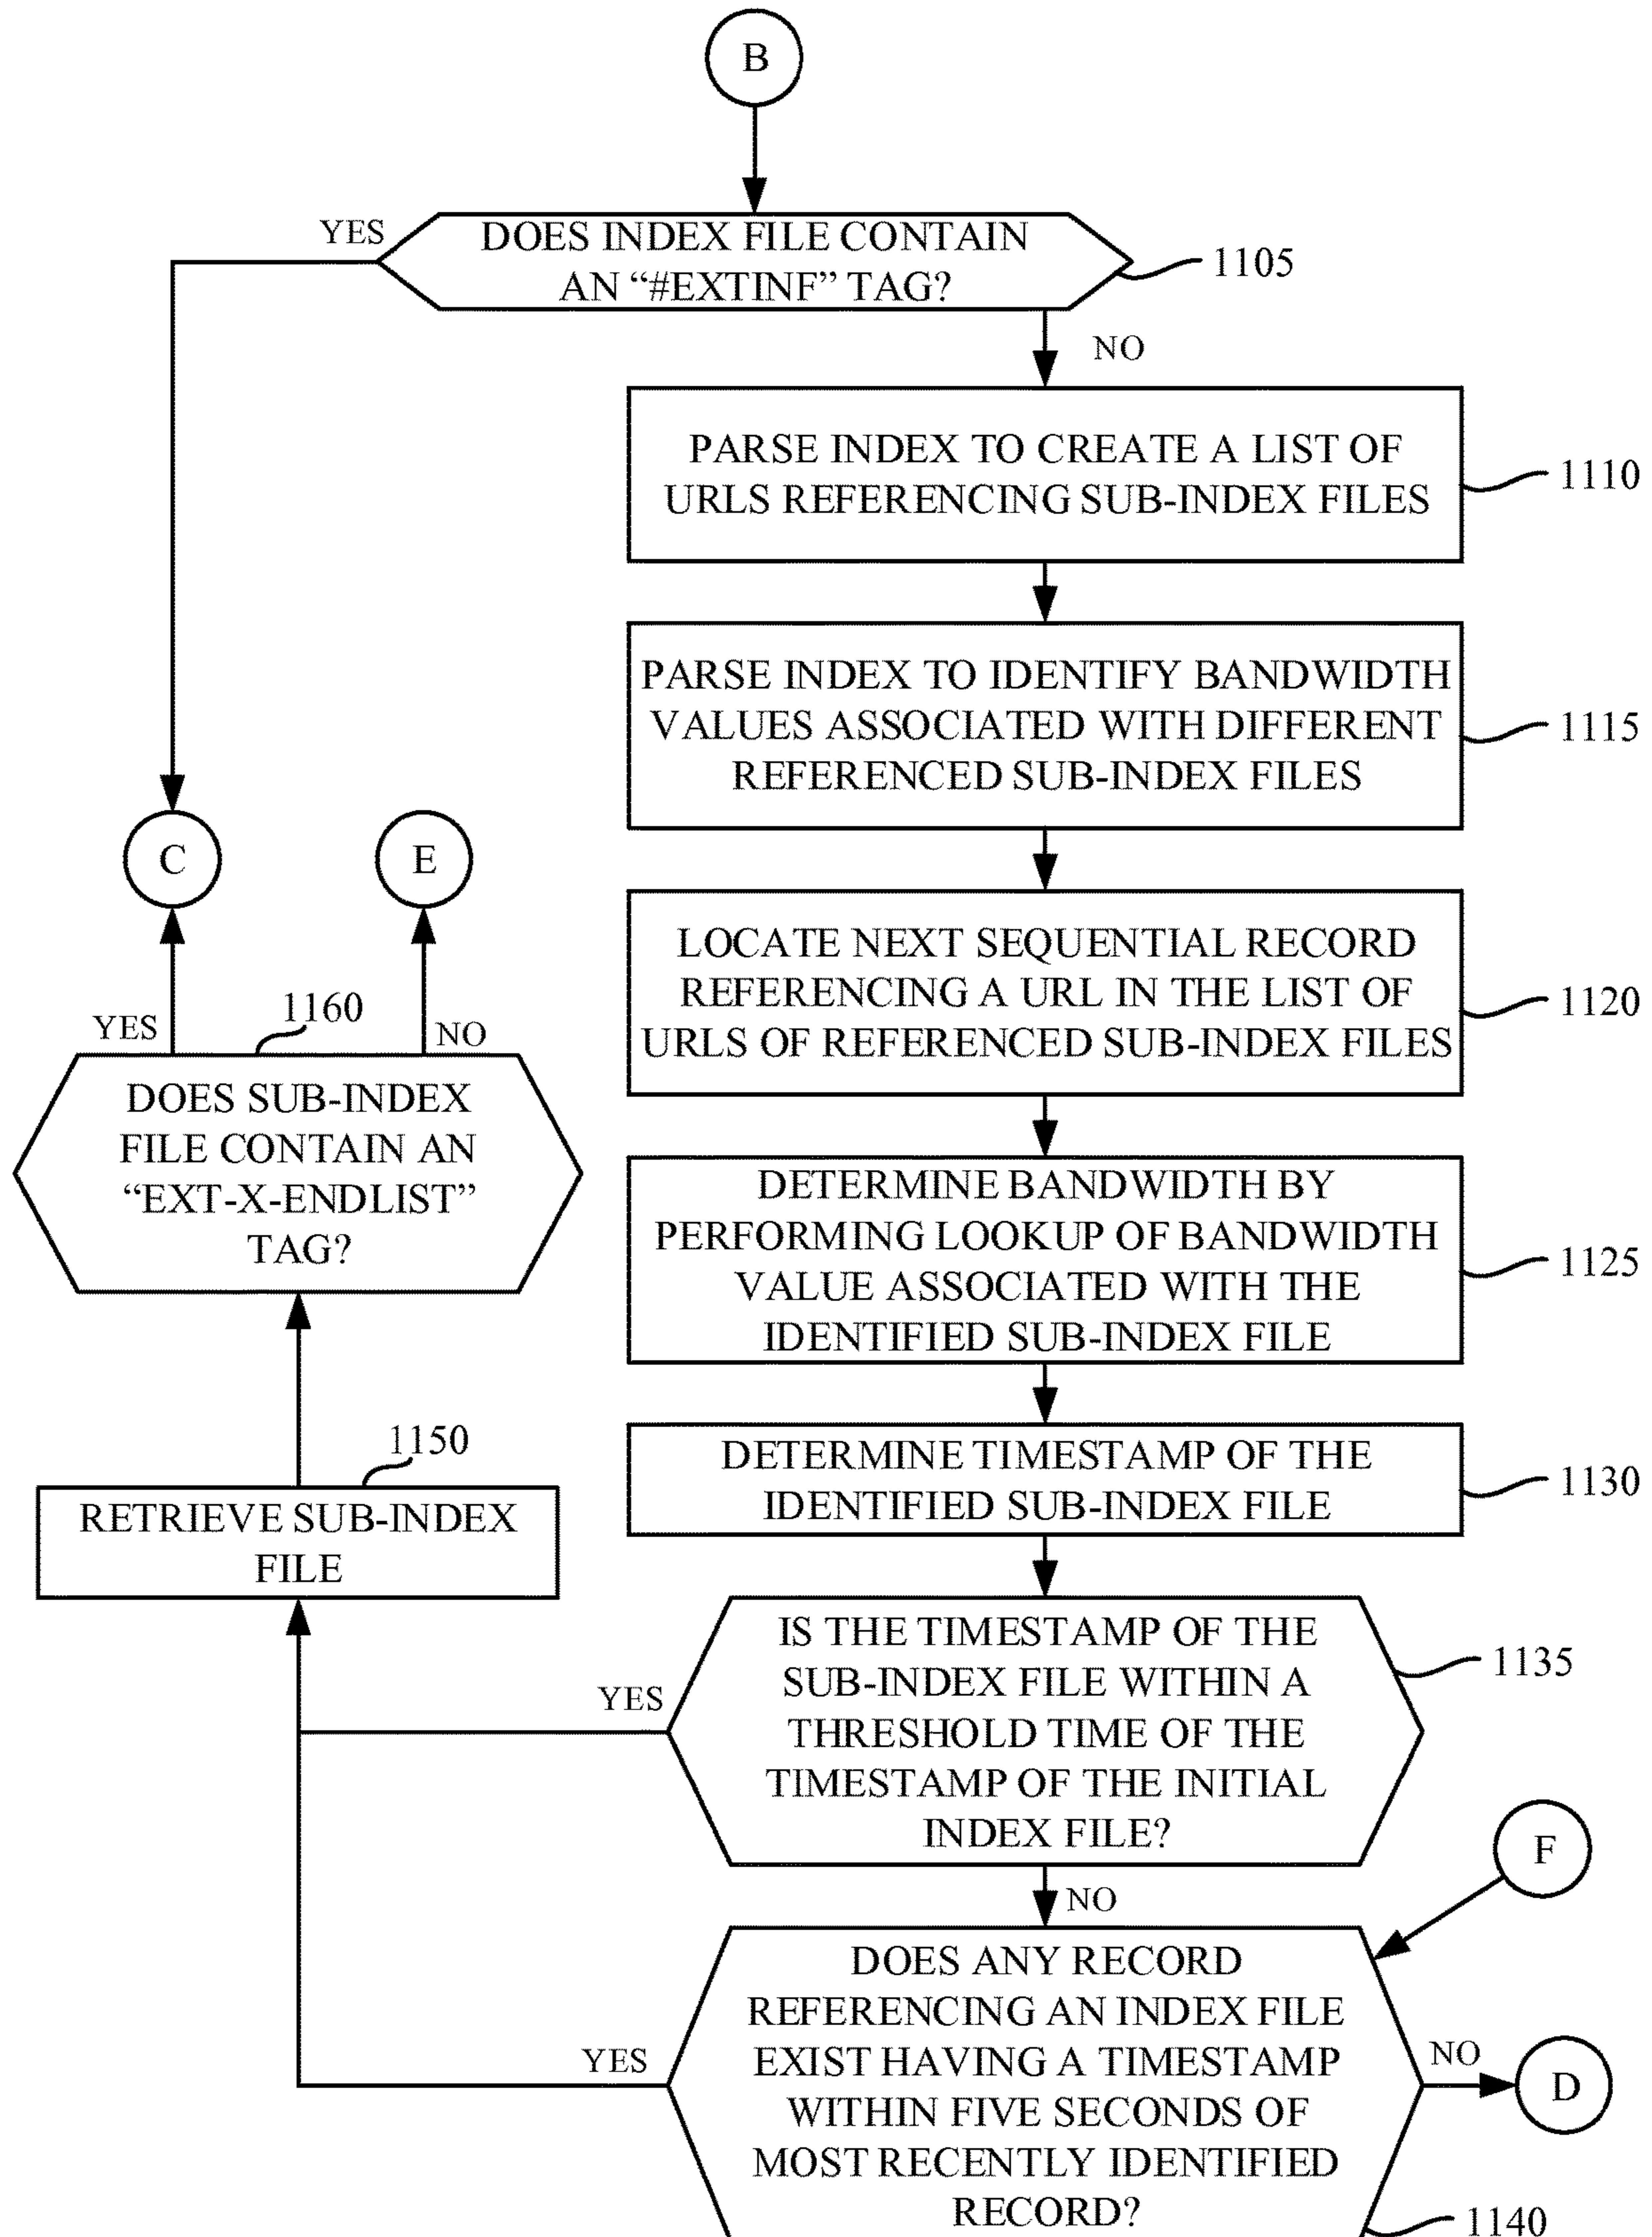 B
YES
DOES INDEX FILE CONTAIN
AN “#EXTINF” TAG?
1105
NO
PARSE INDEX TO CREATE A LIST OF
URLS REFERENCING SUB-INDEX FILES
1110
PARSE INDEX TO IDENTIFY BANDWIDTH
VALUES ASSOCIATED WITH DIFFERENT
REFERENCED SUB-INDEX FILES
1115
C
E
LOCATE NEXT SEQUENTIAL RECORD
REFERENCING A URL IN THE LIST OF
URLS OF REFERENCED SUB-INDEX FILES
1120
YES
1160
NO
DOES SUB-INDEX
FILE CONTAIN AN
“EXT-X-ENDLIST”
TAG?
DETERMINE BANDWIDTH BY
PERFORMING LOOKUP OF BANDWIDTH
VALUE ASSOCIATED WITH THE
IDENTIFIED SUB-INDEX FILE
1125
1150
RETRIEVE SUB-INDEX
FILE
DETERMINE TIMESTAMP OF THE
IDENTIFIED SUB-INDEX FILE
1130
IS THE TIMESTAMP OF THE
SUB-INDEX FILE WITHIN A
THRESHOLD TIME OF THE
TIMESTAMP OF THE INITIAL
INDEX FILE?
1135
YES
F
NO
DOES ANY RECORD
REFERENCING AN INDEX FILE
EXIST HAVING A TIMESTAMP
WITHIN FIVE SECONDS OF
MOST RECENTLY IDENTIFIED
RECORD?
YES
NO
D
1140